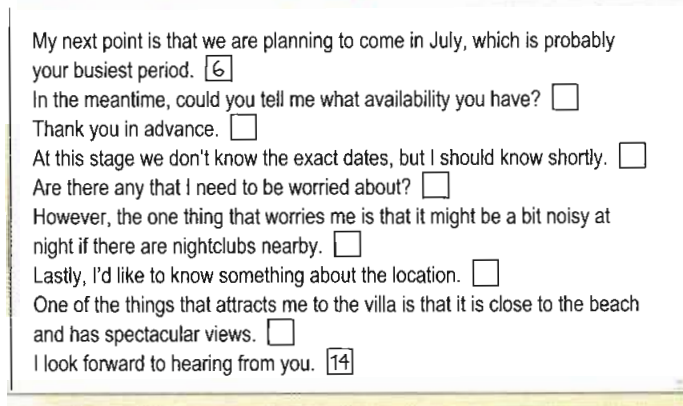 My next point is that we are planning to come in July, which is probably
your busiest period. 6
In the meantime, could you tell me what availability you have?
Thank you in advance.
At this stage we don't know the exact dates, but I should know shortly.
Are there any that I need to be worried about?
However, the one thing that worries me is that it might be a bit noisy at
night if there are nightclubs nearby.
Lastly, I'd like to know something about the location.
One of the things that attracts me to the villa is that it is close to the beach
and has spectacular views.
I look forward to hearing from you. 14